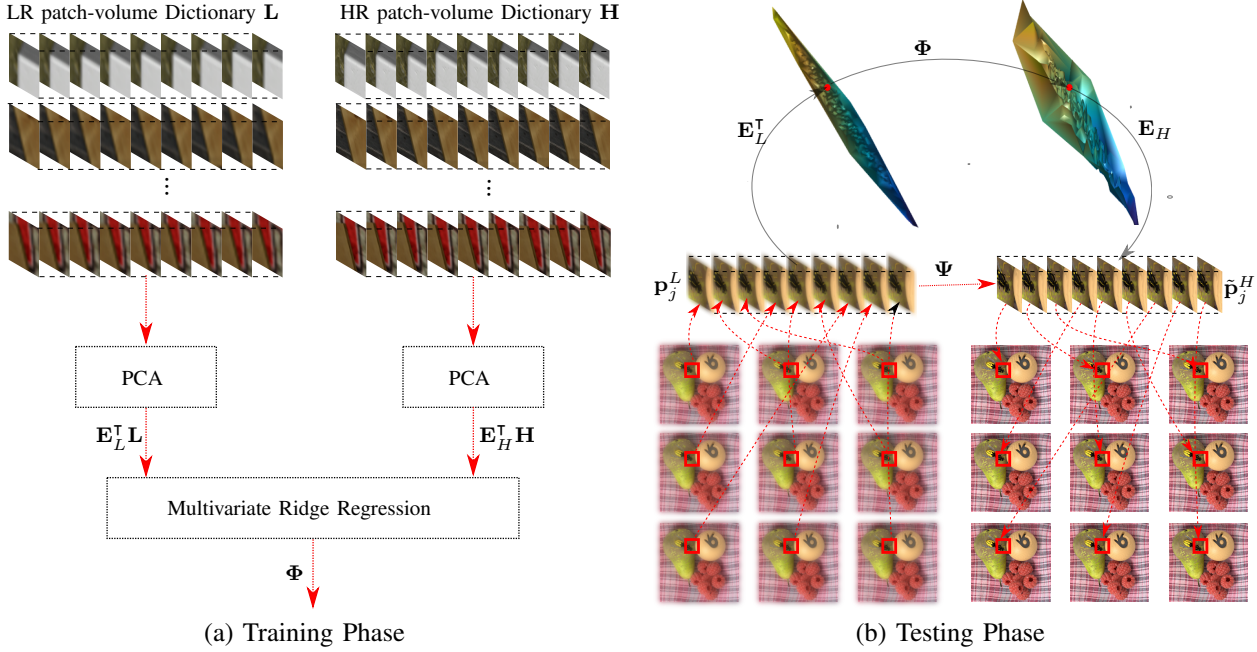 LR patch-volume Dictionary L
HR patch-volume Dictionary H
⋮
⋮
PCA
PCA
E_L^⊺ L
E_H^⊺ H
Multivariate Ridge Regression
Φ
(a) Training Phase
Φ
E_L^⊺
E_H
p_j^L
Ψ
p̃_j^H
(b) Testing Phase